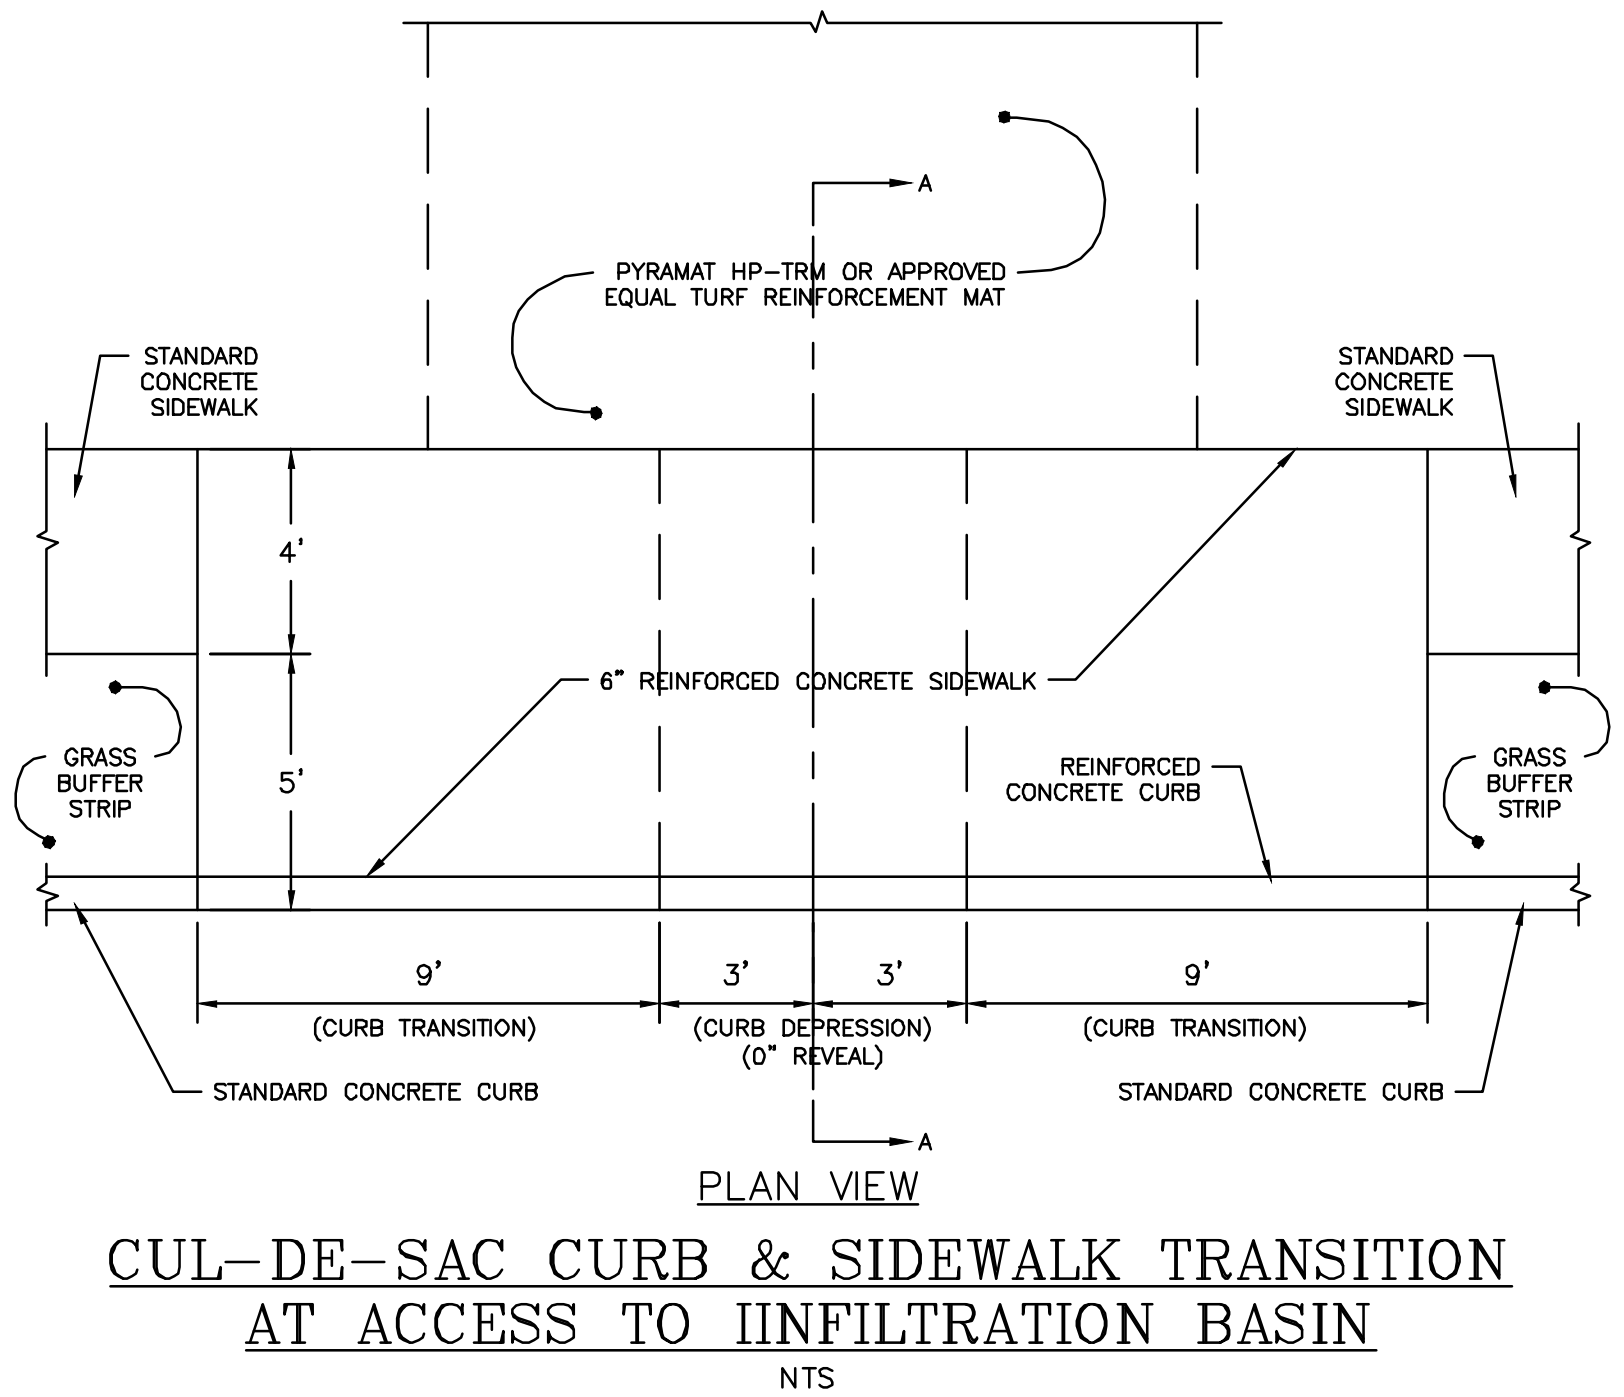 A
PYRAMAT HP-TRM OR APPROVED
EQUAL TURF REINFORCEMENT MAT
STANDARD
CONCRETE
SIDEWALK
STANDARD
CONCRETE
SIDEWALK
4'
6" REINFORCED CONCRETE SIDEWALK
GRASS
BUFFER
STRIP
5'
REINFORCED
CONCRETE CURB
GRASS
BUFFER
STRIP
9'
3'
3'
9'
(CURB TRANSITION)
(CURB DEPRESSION)
(0" REVEAL)
(CURB TRANSITION)
STANDARD CONCRETE CURB
STANDARD CONCRETE CURB
A
PLAN VIEW
CUL-DE-SAC CURB & SIDEWALK TRANSITION
AT ACCESS TO IINFILTRATION BASIN
NTS